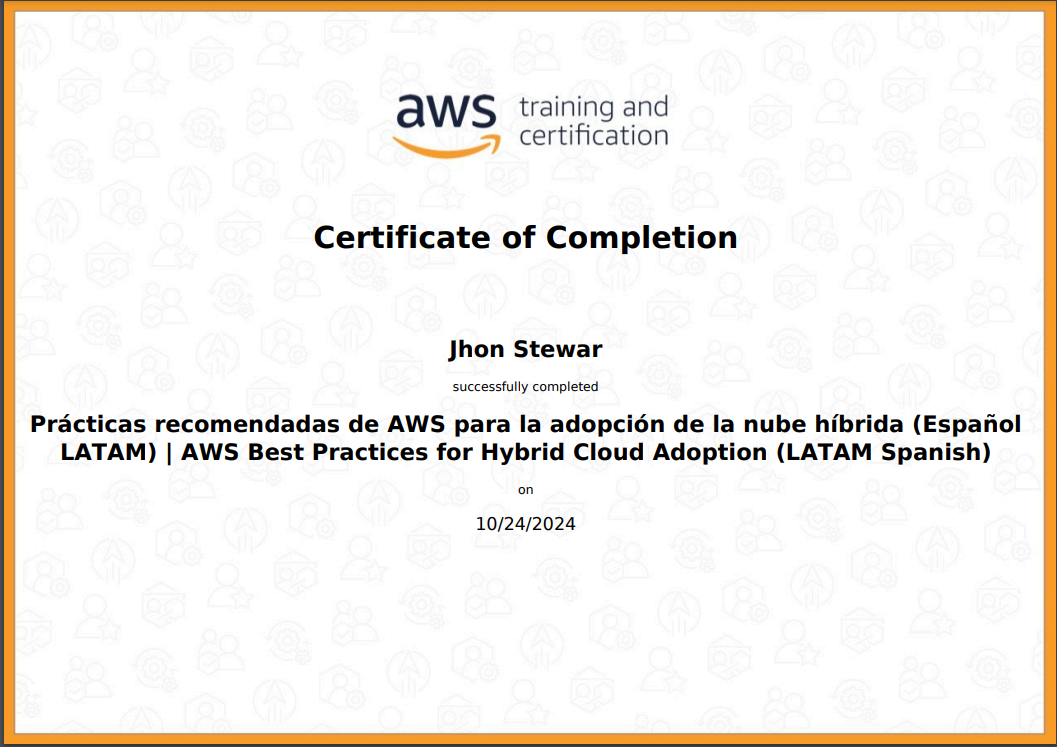 aws training and
certification
Certificate of Completion
Jhon Stewar
successfully completed
Prácticas recomendadas de AWS para la adopción de la nube híbrida (Español
LATAM) | AWS Best Practices for Hybrid Cloud Adoption (LATAM Spanish)
on
10/24/2024